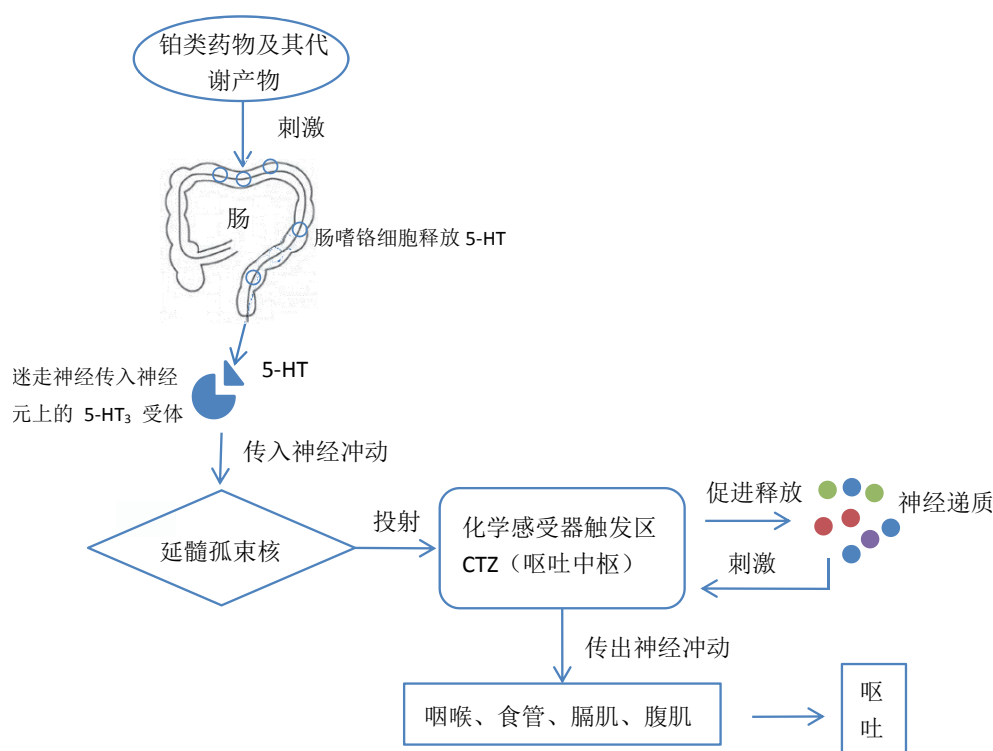 铂类药物及其代
谢产物
刺激
肠
肠嗜铬细胞释放 5-HT
5-HT
迷走神经传入神经
元上的 5-HT₃ 受体
传入神经冲动
延髓孤束核
投射
化学感受器触发区
CTZ（呕吐中枢）
促进释放
神经递质
刺激
传出神经冲动
咽喉、食管、膈肌、腹肌
呕
吐